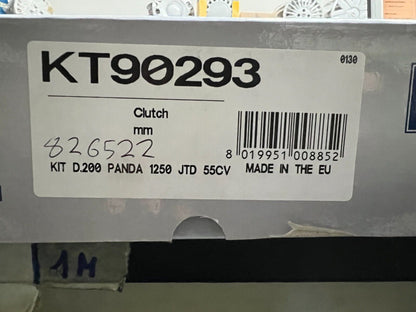 KT90293
0130
Clutch
mm
826522
8 019951 008852
KIT D.200 PANDA 1250 JTD 55CV MADE IN THE EU
1M